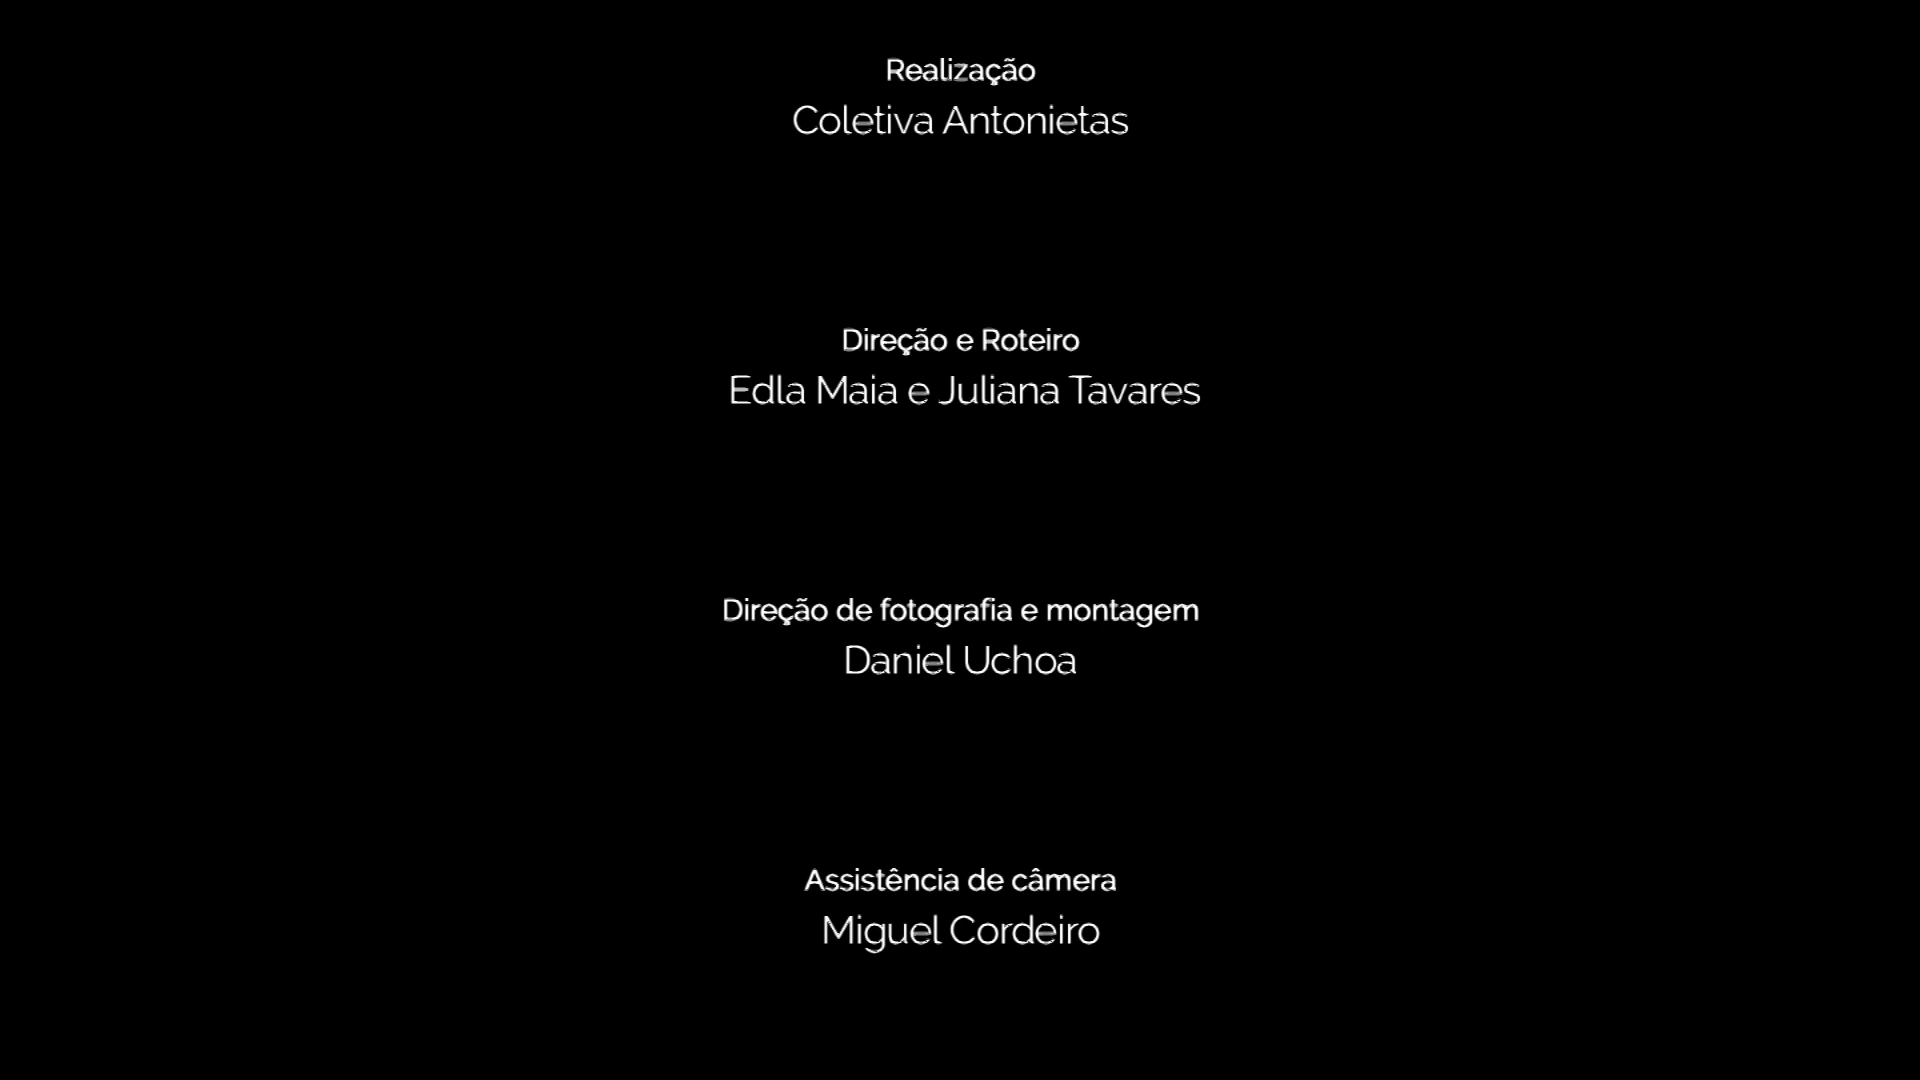 Realização
Coletiva Antonietas
Direção e Roteiro
Edla Maia e Juliana Tavares
Direção de fotografia e montagem
Daniel Uchoa
Assistência de câmera
Miguel Cordeiro